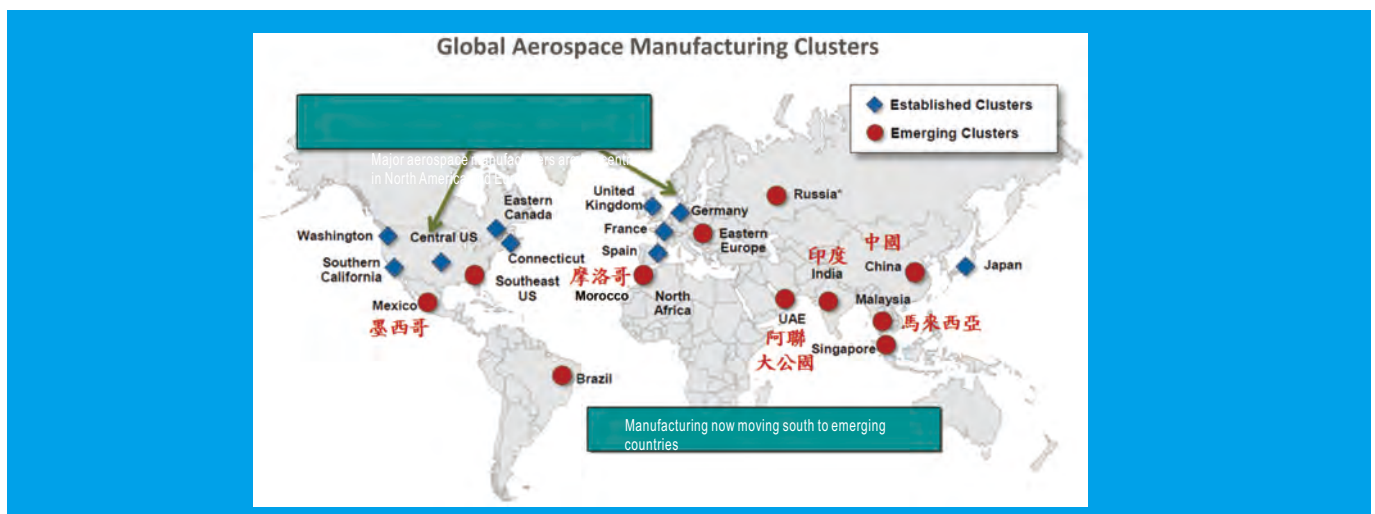 Global Aerospace Manufacturing Clusters
Established Clusters
Emerging Clusters
Major aerospace manufacturers are
in North America
Eastern
Canada
United
Kingdom
Germany
Russia*
Washington
Central US
France
Eastern
Europe
Connecticut
Spain
Southern
California
Southeast
US
摩洛哥
Morocco
North
Africa
印度
India
中國
China
Japan
Mexico
墨西哥
UAE
阿聯
大公國
Malaysia
馬來西亞
Singapore
Brazil
Manufacturing now moving south to emerging
countries